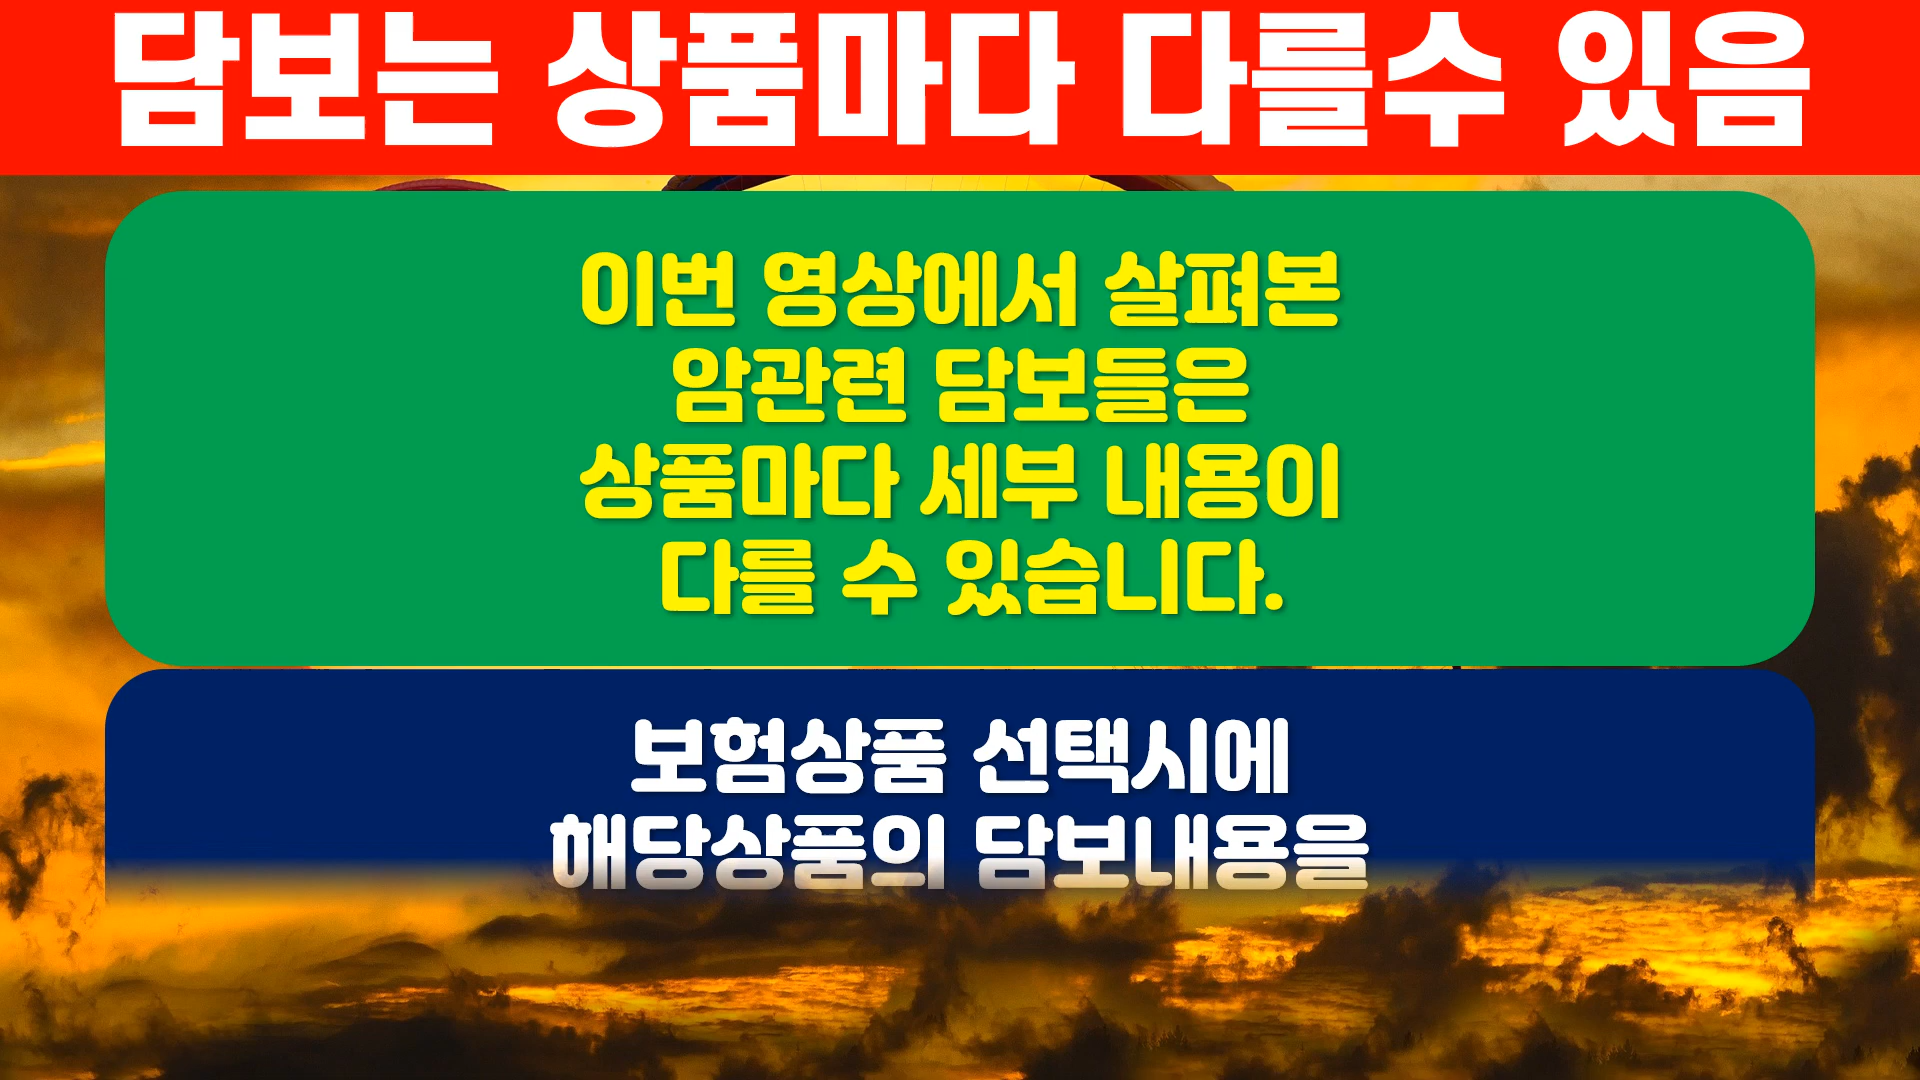 담보는 상품마다 다를수 있음
이번 영상에서 살펴본
암관련 담보들은
상품마다 세부 내용이
다를 수 있습니다.
보험상품 선택시에
해당상품의 담보내용을